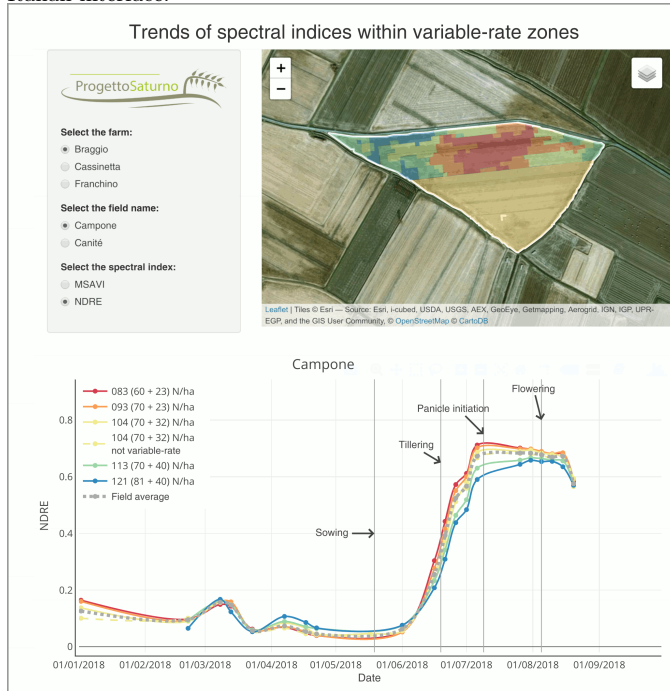 Trends of spectral indices within variable-rate zones
ProgettoSaturno
Select the farm:
Braggio
Cassinetta
Franchino
Select the field name:
Campone
Canité
Select the spectral index:
MSAVI
NDRE
+
−
Leaflet | Tiles © Esri — Source: Esri, i-cubed, USDA, USGS, AEX, GeoEye, Getmapping, Aerogrid, IGN, IGP, UPR-
EGP, and the GIS User Community, © OpenStreetMap © CartoDB
Campone
083 (60 + 23) N/ha
093 (70 + 23) N/ha
104 (70 + 32) N/ha
104 (70 + 32) N/ha
not variable-rate
113 (70 + 40) N/ha
121 (81 + 40) N/ha
Field average
Sowing
Tillering
Panicle initiation
Flowering
NDRE
0.8
0.6
0.4
0.2
0
01/01/2018 01/02/2018 01/03/2018 01/04/2018 01/05/2018 01/06/2018 01/07/2018 01/08/2018 01/09/2018
Date